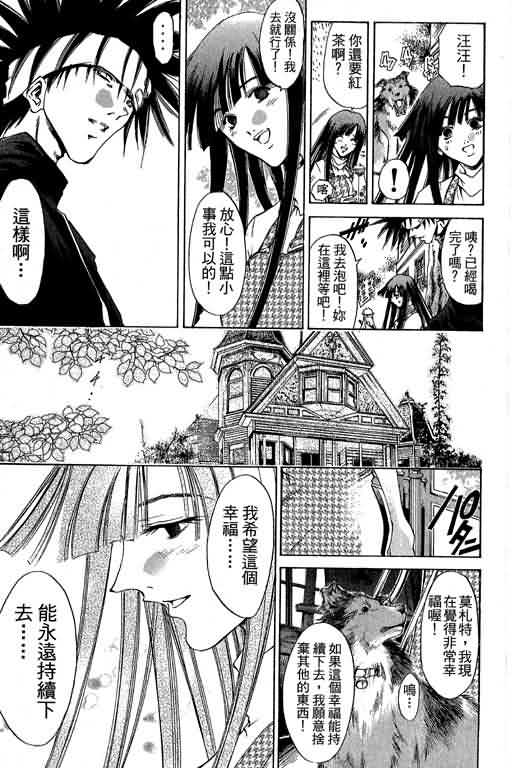 汪汪！
！
你還要紅
茶啊？
喀
咦？已經喝
完了嗎？
我去泡吧！妳
在這裡等吧！
沒關係！我
去就行了！
放心！這點小
事我可以的！
……
這樣啊…
パタン
莫札特，我現
在覺得非常幸
福喔！
嗚…
如果這個幸福能持
續下去，我願意捨
棄其他的東西！
我希望這個
幸福……
能永遠持續下
去……